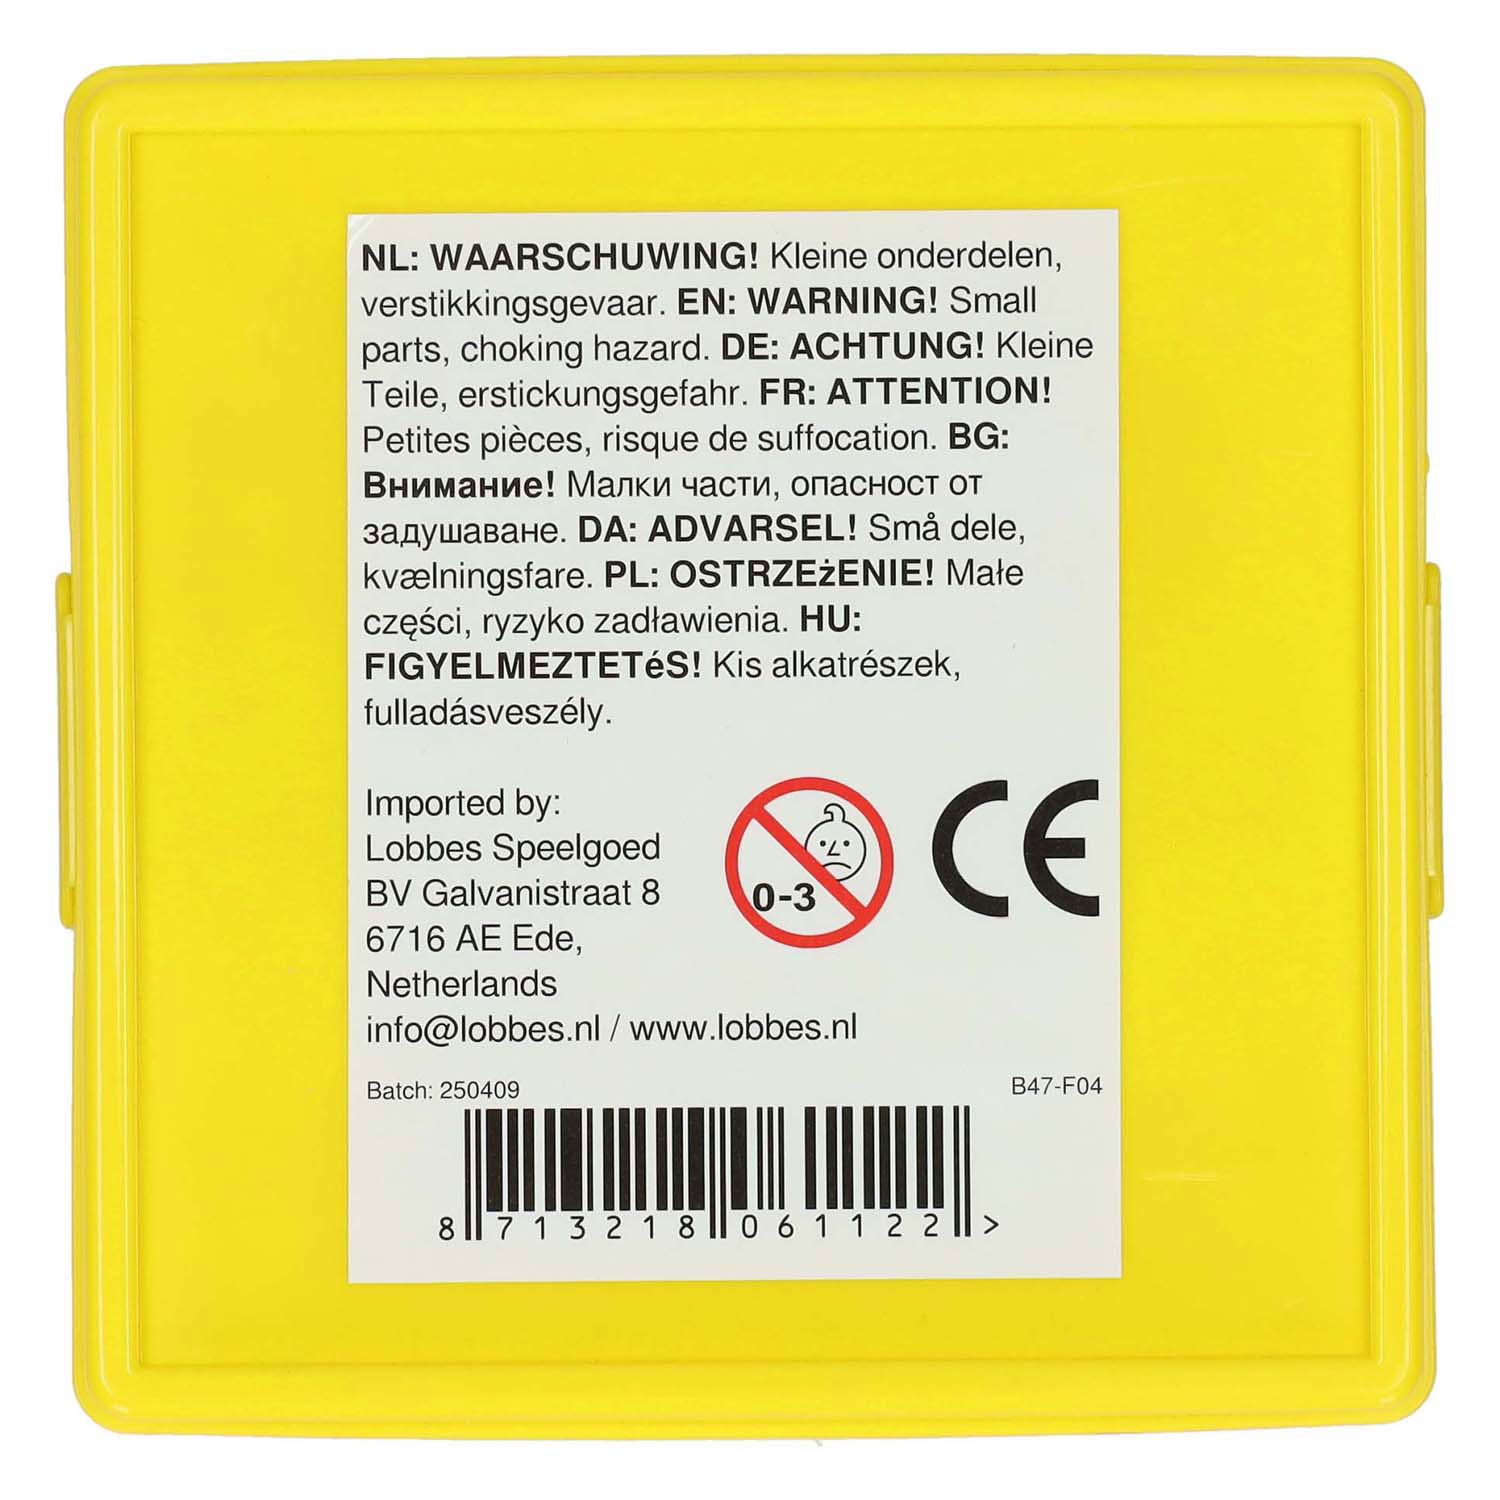 NL: WAARSCHUWING! Kleine onderdelen,
verstikkingsgevaar. EN: WARNING! Small
parts, choking hazard. DE: ACHTUNG! Kleine
Teile, erstickungsgefahr. FR: ATTENTION!
Petites pièces, risque de suffocation. BG:
Внимание! Малки части, опасност от
задушаване. DA: ADVARSEL! Små dele,
kvælningsfare. PL: OSTRZEżENIE! Małe
części, ryzyko zadławienia. HU:
FIGYELMEZTETéS! Kis alkatrészek,
fulladásveszély.
Imported by:
Lobbes Speelgoed
BV Galvanistraat 8
6716 AE Ede,
Netherlands
info@lobbes.nl / www.lobbes.nl
0-3
CE
Batch: 250409
B47-F04
8 713218 061122 >